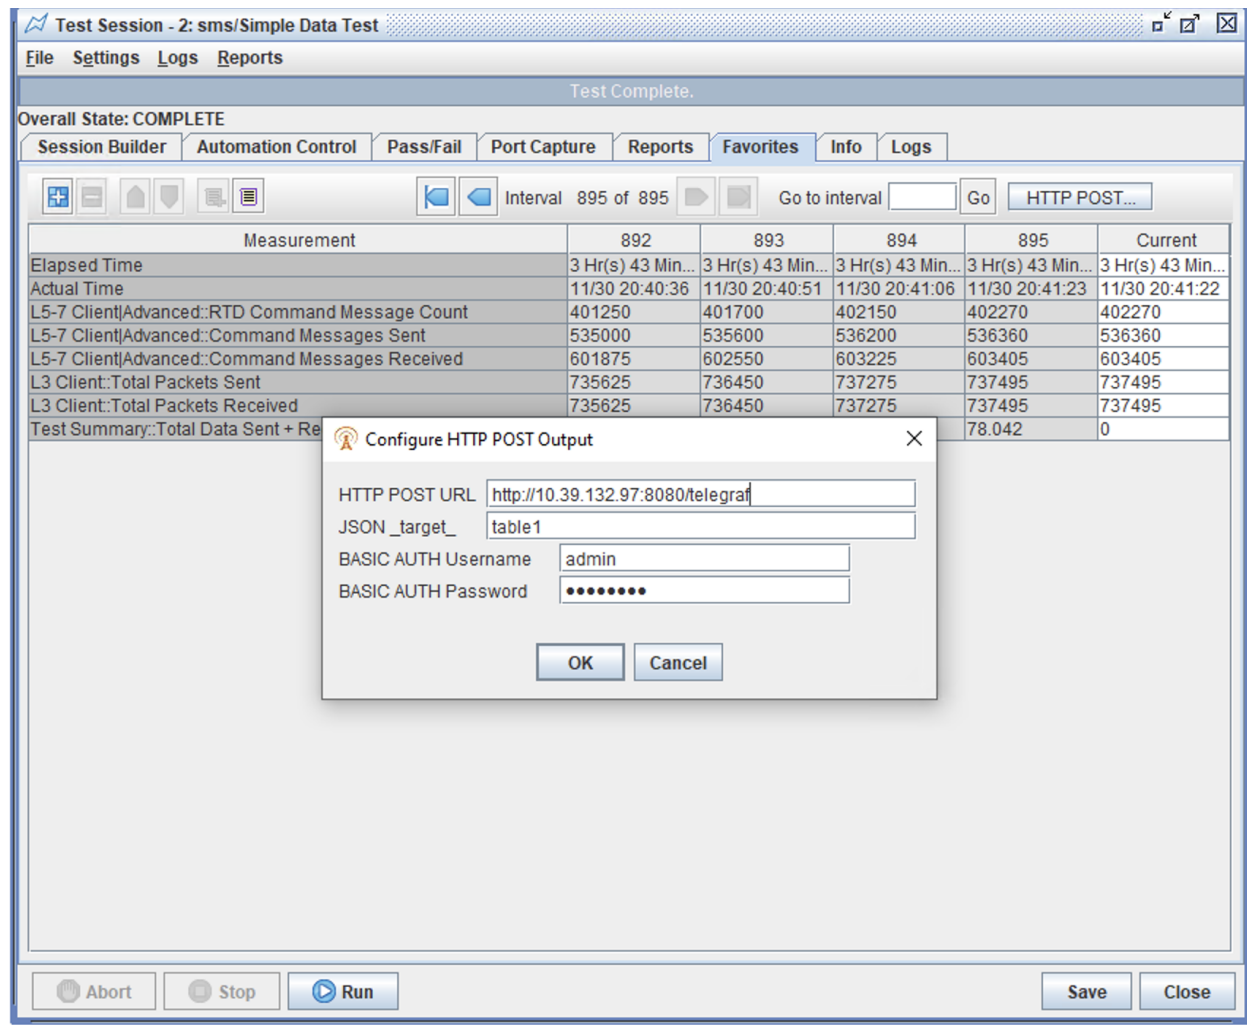 Test Session - 2: sms/Simple Data Test
File Settings Logs Reports
Test Complete.
Overall State: COMPLETE
Session Builder Automation Control Pass/Fail Port Capture Reports Favorites Info Logs
Interval 895 of 895 Go to interval Go HTTP POST...
Measurement 892 893 894 895 Current
Elapsed Time 3 Hr(s) 43 Min... 3 Hr(s) 43 Min... 3 Hr(s) 43 Min... 3 Hr(s) 43 Min... 3 Hr(s) 43 Min...
Actual Time 11/30 20:40:36 11/30 20:40:51 11/30 20:41:06 11/30 20:41:23 11/30 20:41:22
L5-7 Client|Advanced::RTD Command Message Count 401250 401700 402150 402270 402270
L5-7 Client|Advanced::Command Messages Sent 535000 535600 536200 536360 536360
L5-7 Client|Advanced::Command Messages Received 601875 602550 603225 603405 603405
L3 Client::Total Packets Sent 735625 736450 737275 737495 737495
L3 Client::Total Packets Received 735625 736450 737275 737495 737495
Test Summary::Total Data Sent + Re 78.042 0
Configure HTTP POST Output
HTTP POST URL http://10.39.132.97:8080/telegraf
JSON _target_ table1
BASIC AUTH Username admin
BASIC AUTH Password ●●●●●●●●
OK Cancel
Abort Stop Run Save Close